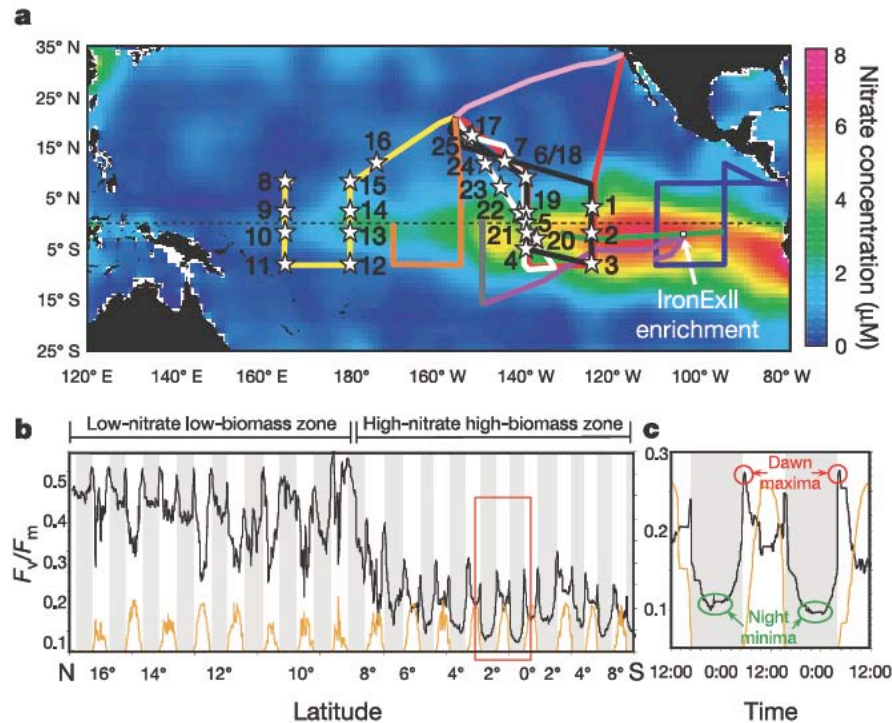 a
35° N
25° N
15° N
5° N
5° S
15° S
25° S
120° E
140° E
160° E
180°
160° W
140° W
120° W
100° W
80° W
16
17
25
7
24
6/18
8
15
23
9
14
22
19
1
10
13
5
21
20
2
11
12
4
3
IronExII
enrichment
8
6
4
2
0
Nitrate concentration (µM)
b
Low-nitrate low-biomass zone
High-nitrate high-biomass zone
0.5
0.4
0.3
0.2
0.1
Fv/Fm
N
16°
14°
12°
10°
8°
6°
4°
2°
0°
2°
4°
6°
8°
S
Latitude
c
0.3
0.2
0.1
Dawn
maxima
Night
minima
12:00
0:00
12:00
0:00
12:00
Time